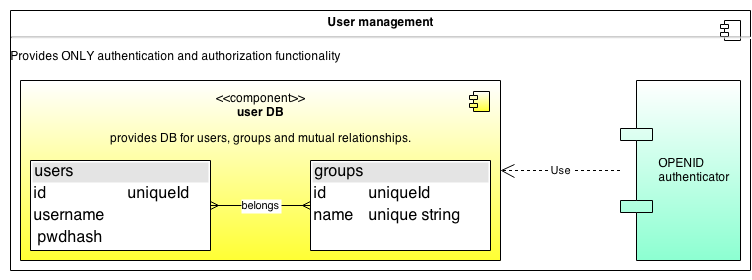 User management
Provides ONLY authentication and authorization functionality
<<component>>
user DB
provides DB for users, groups and mutual relationships.
users
id uniqueId
username
pwdhash
belongs
groups
id uniqueId
name unique string
Use
OPENID
authenticator